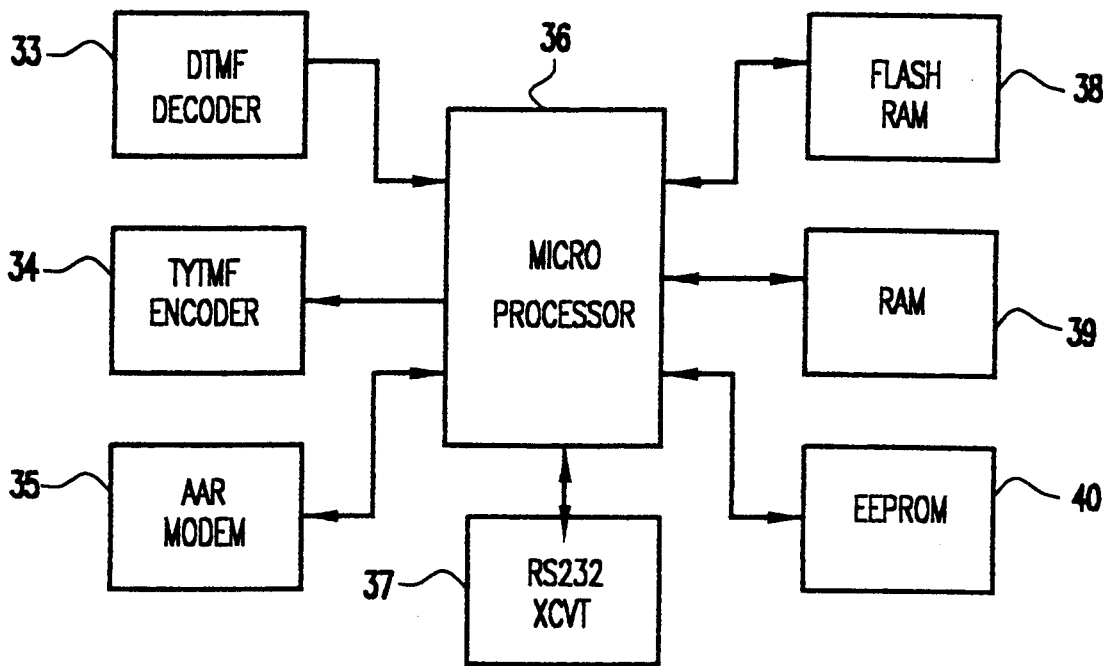 33
DTMF
DECODER
36
FLASH
RAM
38
34
TYTMF
ENCODER
MICRO
PROCESSOR
RAM
39
35
AAR
MODEM
37
RS232
XCVT
EEPROM
40